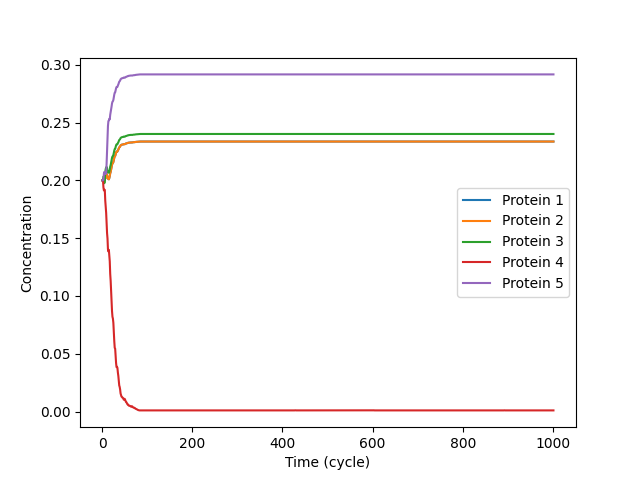 0.30
0.25
0.20
0.15
0.10
0.05
0.00
Concentration
Protein 1
Protein 2
Protein 3
Protein 4
Protein 5
0
200
400
600
800
1000
Time (cycle)